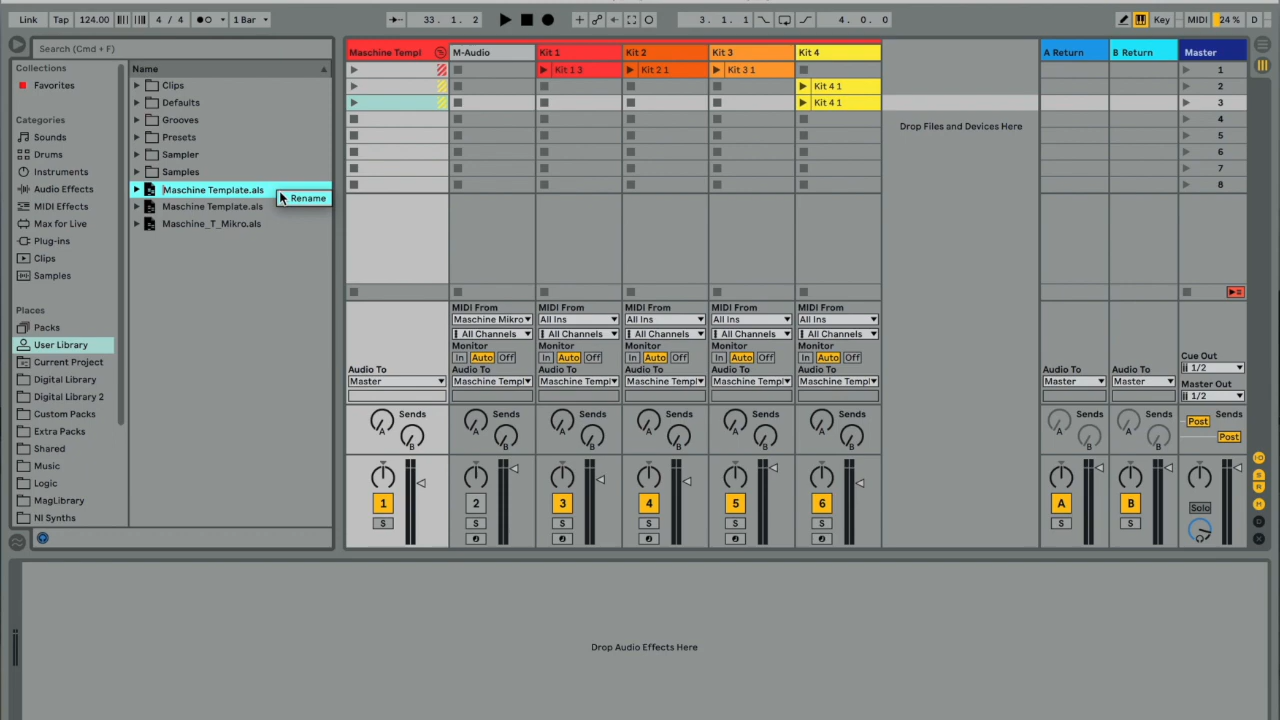 Link Tap 124.00 4 / 4 1 Bar 33. 1. 2 3. 1. 1 4. 0. 0 Key MIDI 24 % D
Search (Cmd + F)
Collections
Favorites
Categories
Sounds
Drums
Instruments
Audio Effects
MIDI Effects
Max for Live
Plug-ins
Clips
Samples
Places
Packs
User Library
Current Project
Digital Library
Digital Library 2
Custom Packs
Extra Packs
Shared
Music
Logic
MagLibrary
NI Synths
Name
Clips
Defaults
Grooves
Presets
Sampler
Samples
Maschine Template.als
Rename
Maschine Template.als
Maschine_T_Mikro.als
Maschine Templ M-Audio Kit 1 Kit 2 Kit 3 Kit 4 A Return B Return Master
Kit 1 3 Kit 2 1 Kit 3 1 1
Kit 4 1 2
Kit 4 1 3
Drop Files and Devices Here
4
5
6
7
8
MIDI From MIDI From MIDI From MIDI From MIDI From
Maschine Mikro All Ins All Ins All Ins All Ins
All Channels All Channels All Channels All Channels All Channels
Monitor Monitor Monitor Monitor Monitor Cue Out
In Auto Off In Auto Off In Auto Off In Auto Off In Auto Off 1/2
Audio To Audio To Audio To Audio To Audio To Audio To Audio To Audio To Master Out
Master Maschine Templ Maschine Templ Maschine Templ Maschine Templ Maschine Templ Master Master 1/2
Sends Sends Sends Sends Sends Sends Sends Sends Sends
A A A A A A A A Post
B B B B B B B B Post
1 2 3 4 5 6 A B Solo
S S S S S S S S
Drop Audio Effects Here